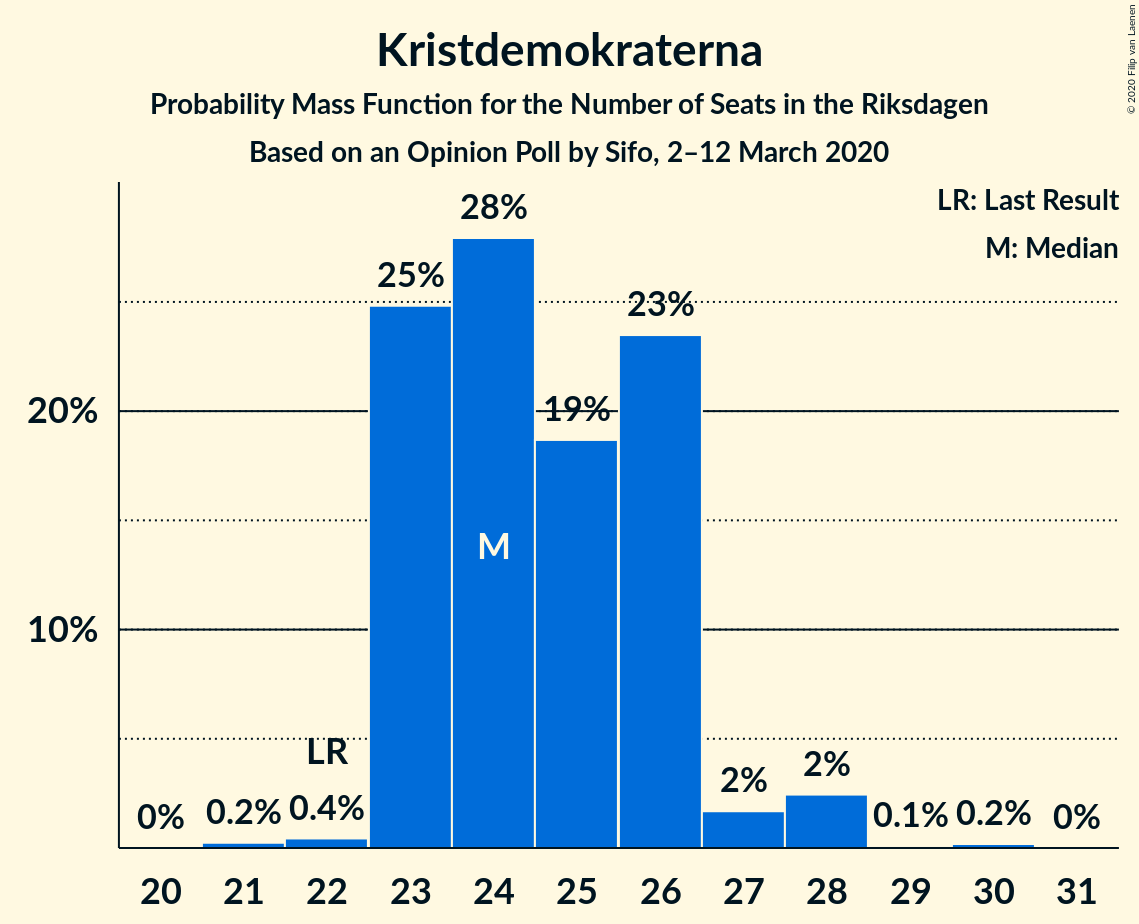 Kristdemokraterna
Probability Mass Function for the Number of Seats in the Riksdagen
Based on an Opinion Poll by Sifo, 2–12 March 2020
© 2020 Filip van Laenen
LR: Last Result
M: Median
28%
25%
23%
20%
19%
M
10%
LR
0%
0.2%
0.4%
2%
2%
0.1%
0.2%
0%
20 21 22 23 24 25 26 27 28 29 30 31